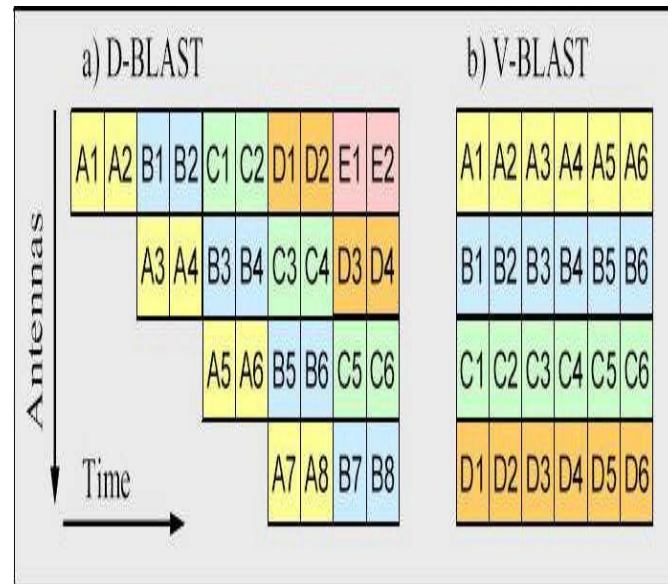 a) D-BLAST
b) V-BLAST
Antennas
A1 A2 B1 B2 C1 C2 D1 D2 E1 E2
A3 A4 B3 B4 C3 C4 D3 D4
A5 A6 B5 B6 C5 C6
A7 A8 B7 B8
Time
A1 A2 A3 A4 A5 A6
B1 B2 B3 B4 B5 B6
C1 C2 C3 C4 C5 C6
D1 D2 D3 D4 D5 D6